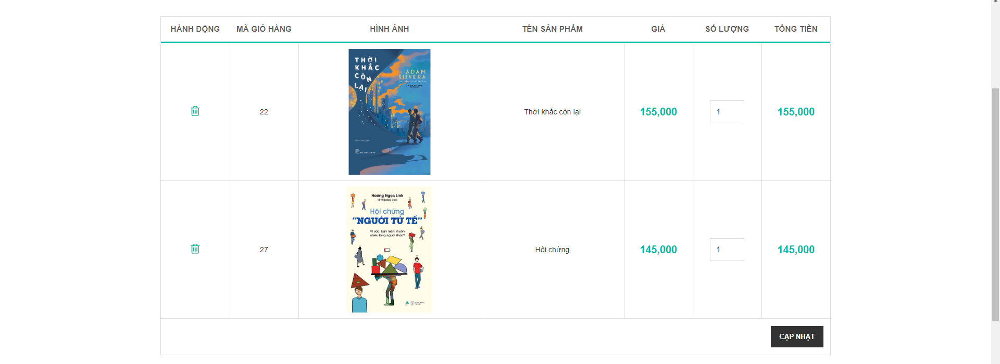 HÀNH ĐỘNG MÃ GIỎ HÀNG HÌNH ẢNH TÊN SẢN PHẨM GIÁ SỐ LƯỢNG TỔNG TIỀN
THỜI
KHẮC
CÒN
LẠI
ADAM
SILVERA
22 Thời khắc còn lại 155,000 1 155,000
Hoàng Ngọc Linh
Minh Ngọc dịch
Hội chứng
“NGƯỜI TỬ TẾ“
Vì sao bạn luôn muốn
chiều lòng người khác?
27 Hội chứng 145,000 1 145,000
CẬP NHẬT